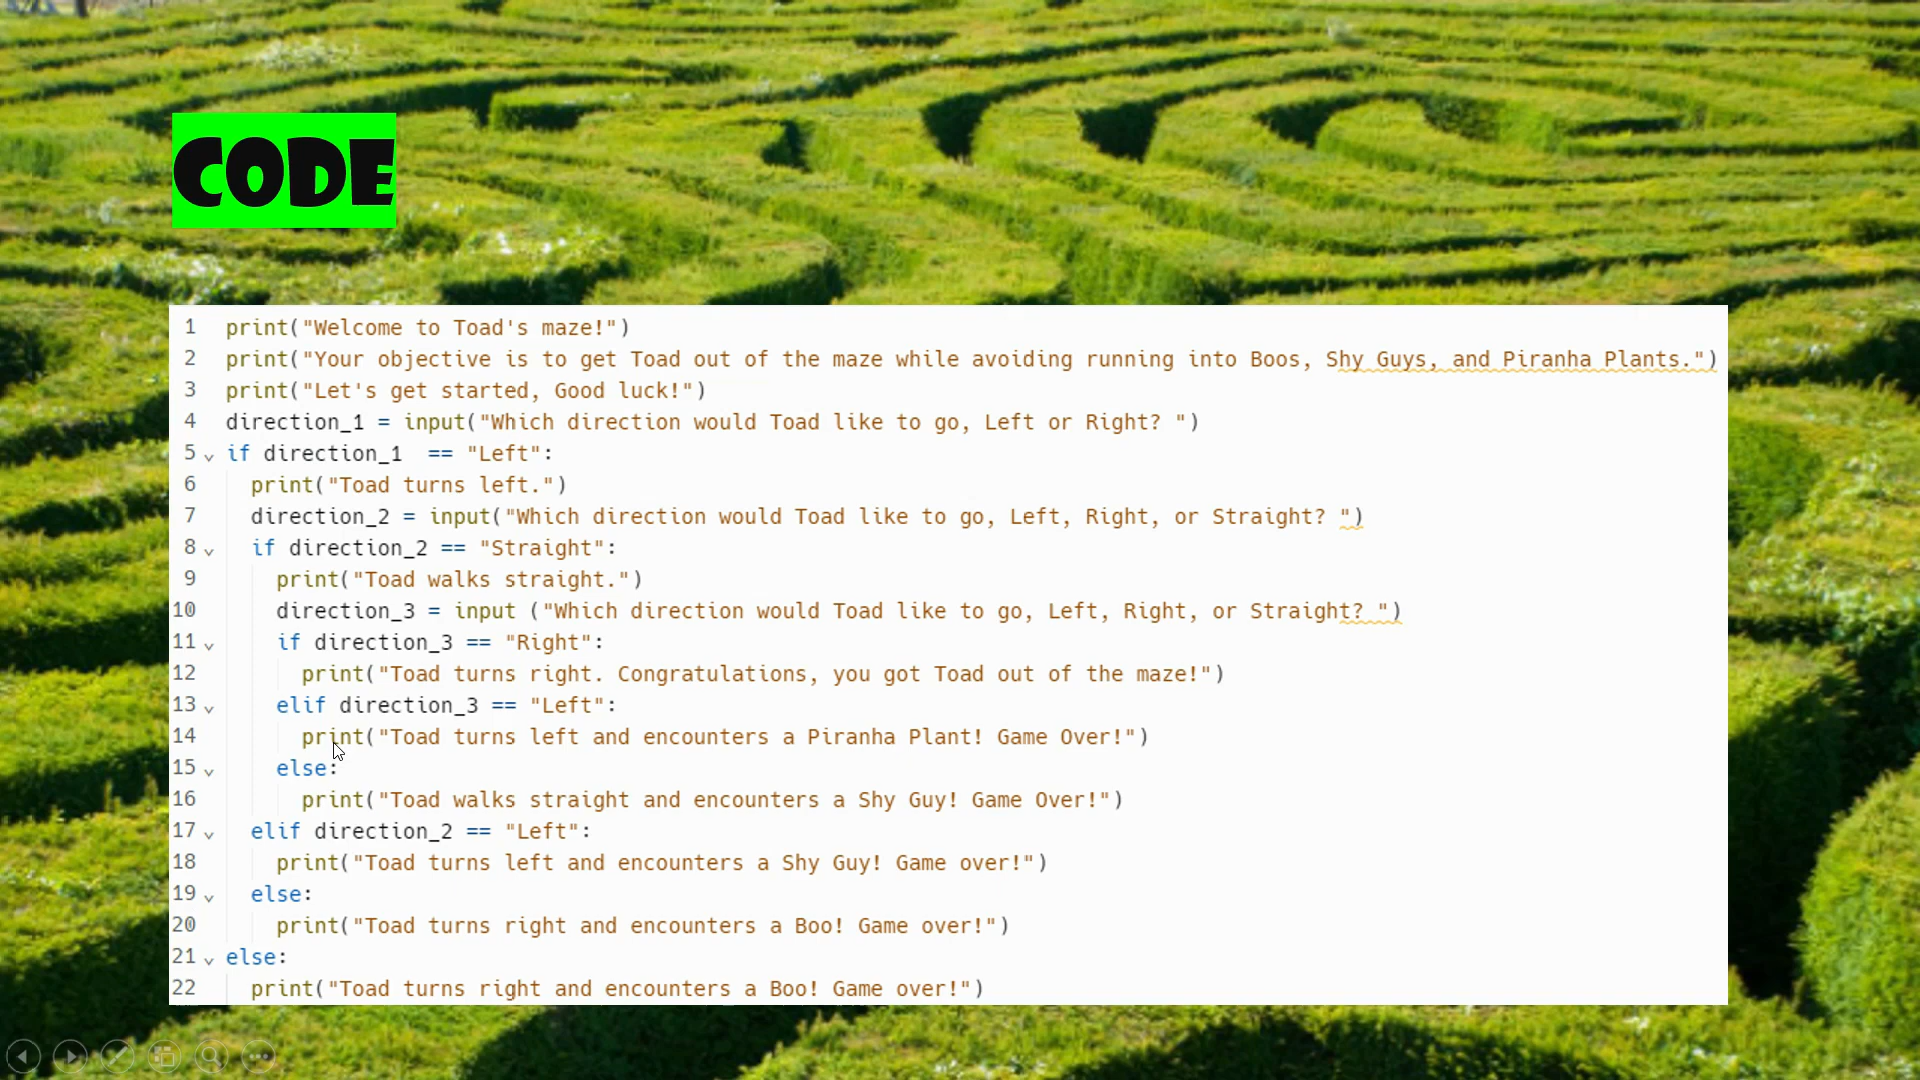 CODE
1 print("Welcome to Toad's maze!")
2 print("Your objective is to get Toad out of the maze while avoiding running into Boos, Shy Guys, and Piranha Plants.")
3 print("Let's get started, Good luck!")
4 direction_1 = input("Which direction would Toad like to go, Left or Right? ")
5 if direction_1  == "Left":
6   print("Toad turns left.")
7   direction_2 = input("Which direction would Toad like to go, Left, Right, or Straight? ")
8   if direction_2 == "Straight":
9     print("Toad walks straight.")
10     direction_3 = input ("Which direction would Toad like to go, Left, Right, or Straight? ")
11     if direction_3 == "Right":
12       print("Toad turns right. Congratulations, you got Toad out of the maze!")
13     elif direction_3 == "Left":
14       print("Toad turns left and encounters a Piranha Plant! Game Over!")
15     else:
16       print("Toad walks straight and encounters a Shy Guy! Game Over!")
17   elif direction_2 == "Left":
18     print("Toad turns left and encounters a Shy Guy! Game over!")
19   else:
20     print("Toad turns right and encounters a Boo! Game over!")
21 else:
22   print("Toad turns right and encounters a Boo! Game over!")